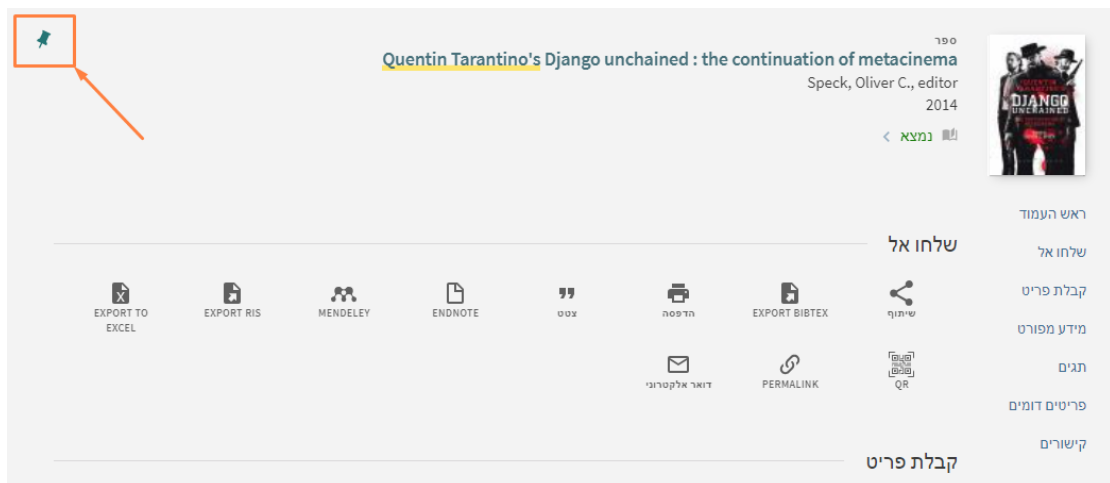 ספר
Quentin Tarantino's Django unchained : the continuation of metacinema
Speck, Oliver C., editor
2014
נמצא
DJANGO
UNCHAINED
ראש העמוד
שלחו אל
קבלת פריט
מידע מפורט
תגים
פריטים דומים
קישורים
שלחו אל
שיתוף
EXPORT BIBTEX
הדפסה
צטט
ENDNOTE
MENDELEY
EXPORT RIS
EXPORT TO
EXCEL
QR
PERMALINK
דואר אלקטרוני
קבלת פריט